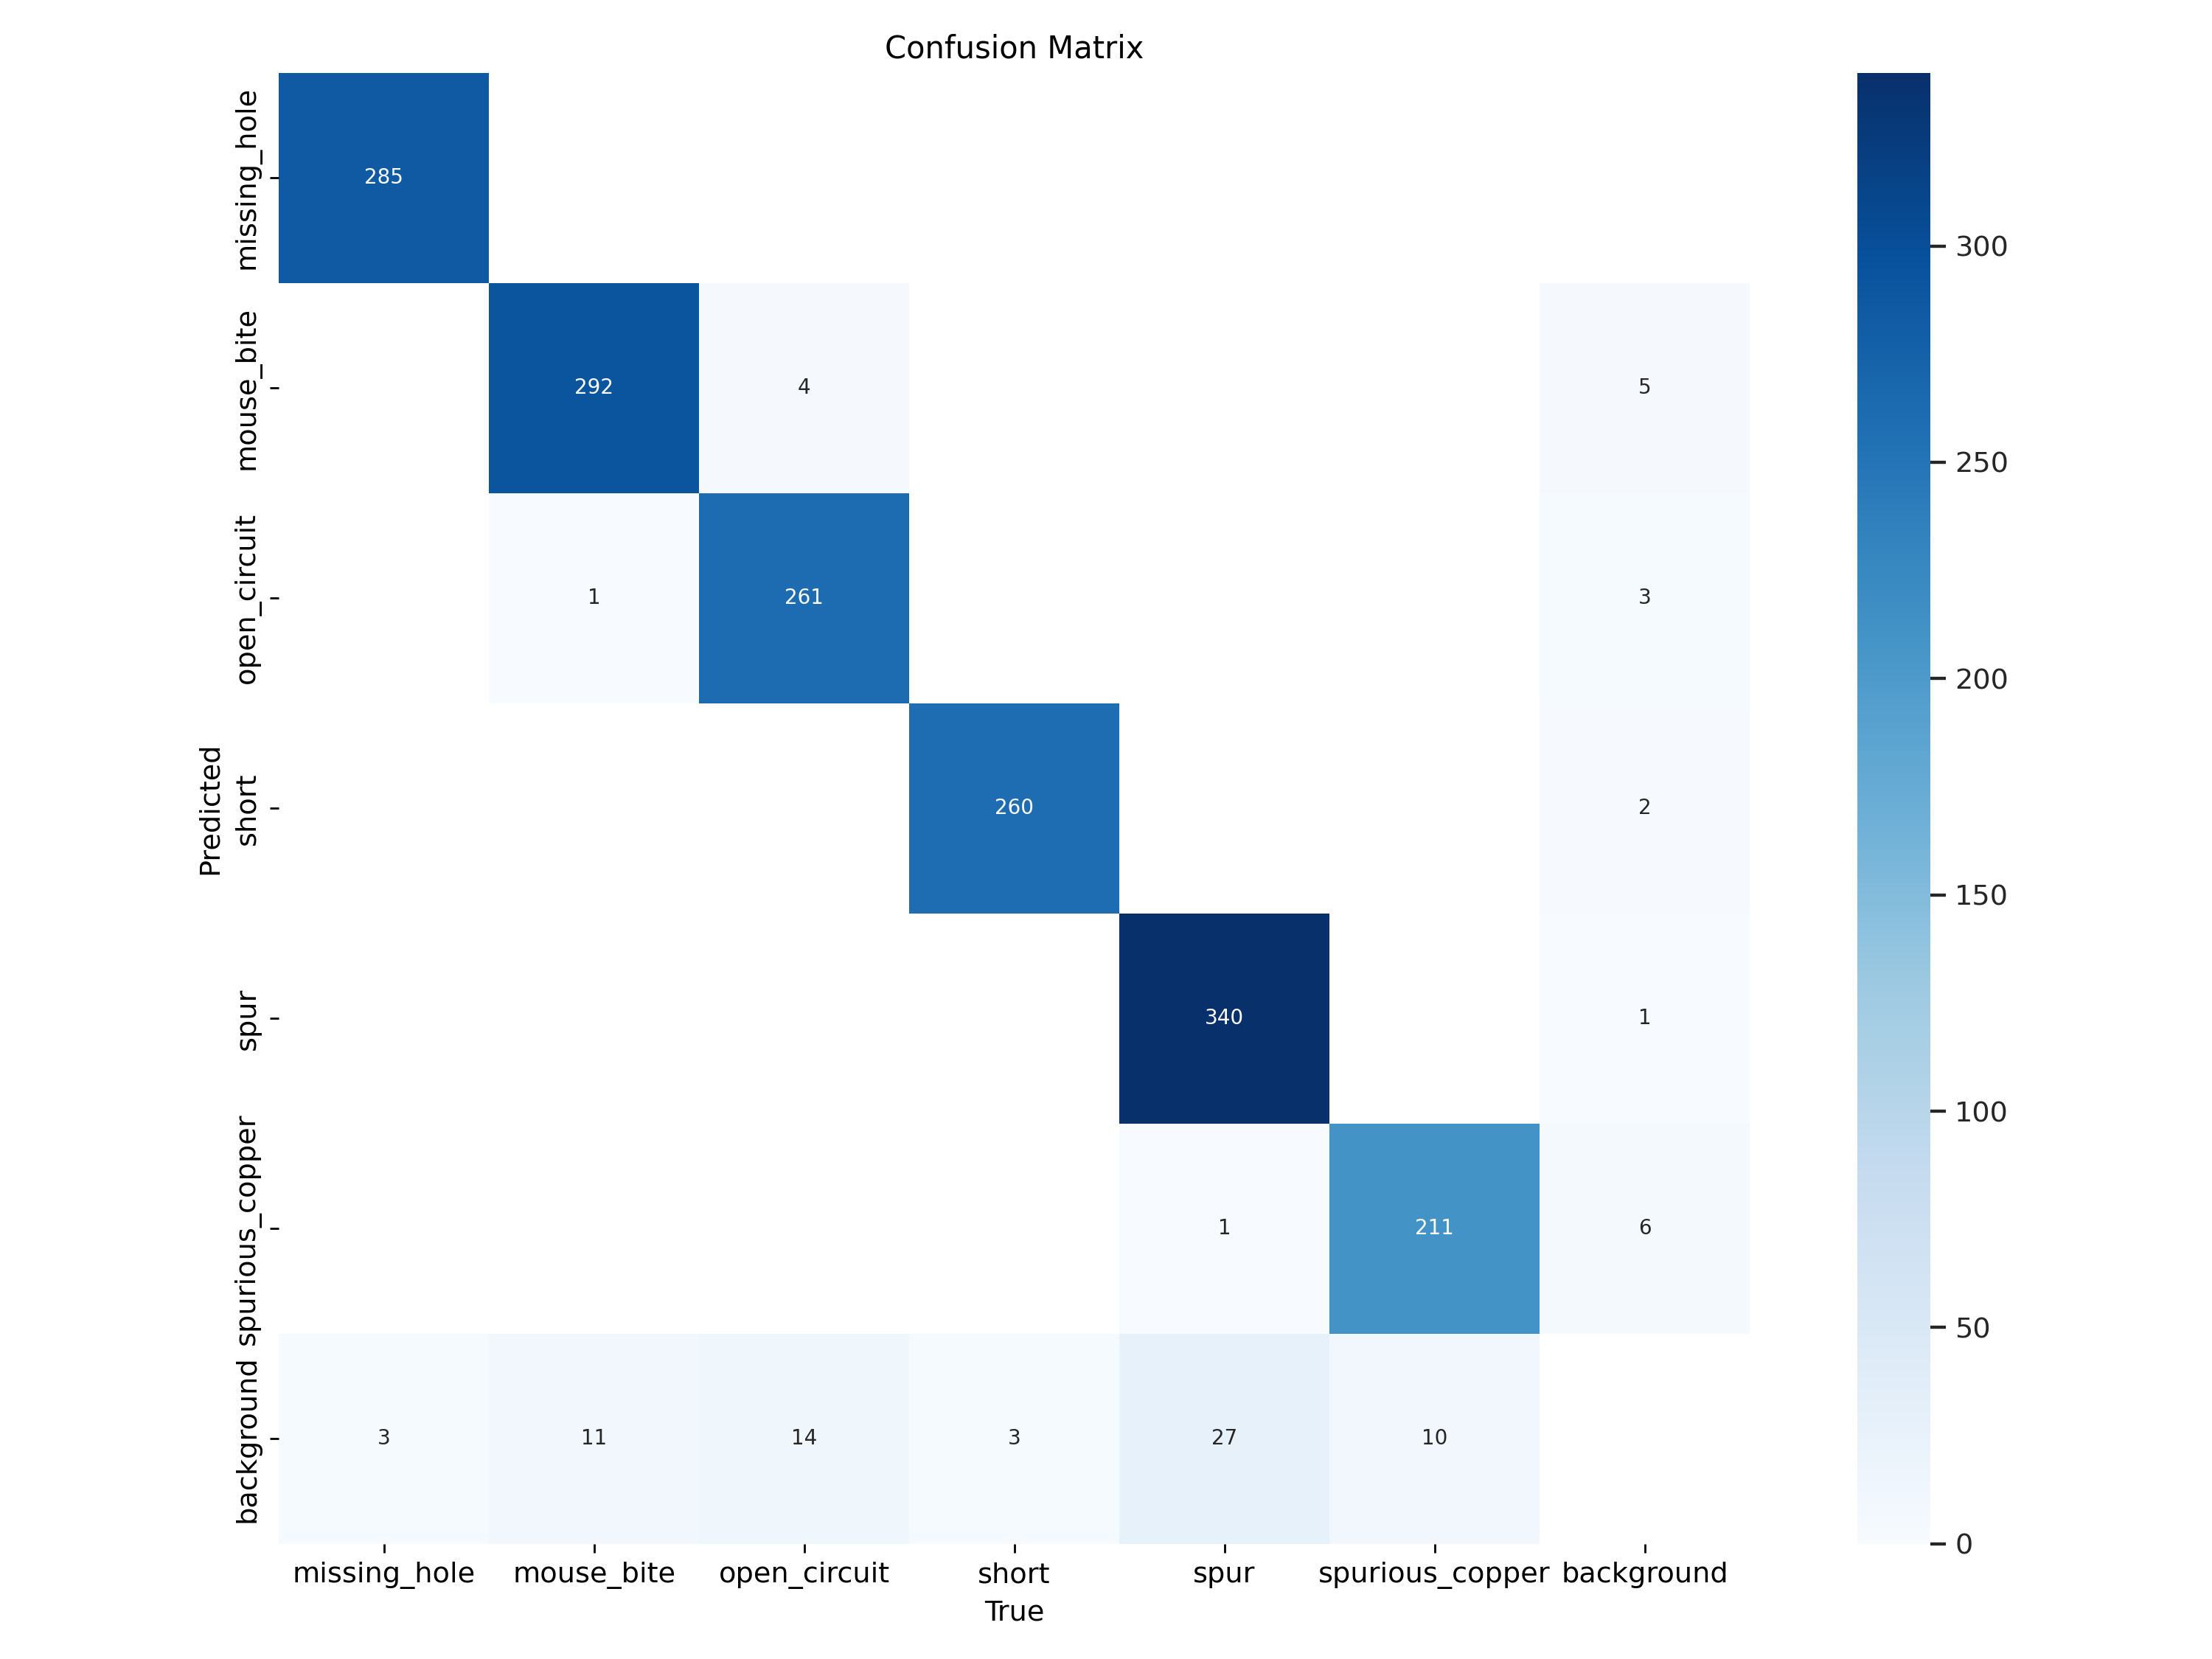 Confusion Matrix
missing_hole
285
300
mouse_bite
292 4 5
250
open_circuit
1 261 3
200
Predicted
short
260 2
150
spur
340 1
100
spurious_copper
1 211 6
50
background
3 11 14 3 27 10
0
missing_hole mouse_bite open_circuit short spur spurious_copper background
True